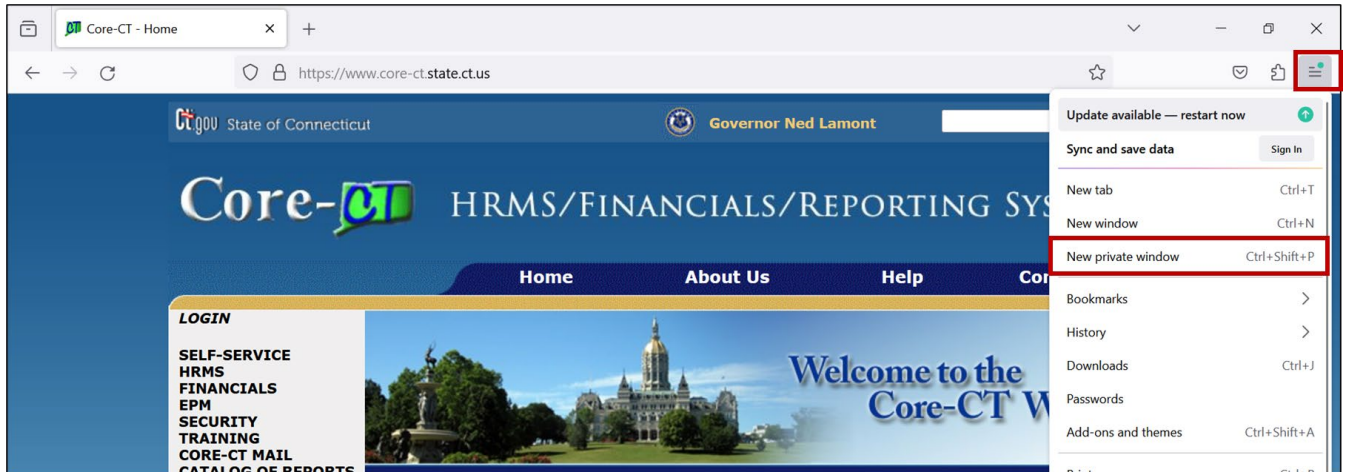 Core-CT - Home
https://www.core-ct.state.ct.us
Ct.gov State of Connecticut
Governor Ned Lamont
Core-CT HRMS/FINANCIALS/REPORTING SYS
Home About Us Help Con
LOGIN
SELF-SERVICE
HRMS
FINANCIALS
EPM
SECURITY
TRAINING
CORE-CT MAIL
CATALOG OF REPORTS
Welcome to the
Core-CT W
Update available — restart now
Sync and save data Sign In
New tab Ctrl+T
New window Ctrl+N
New private window Ctrl+Shift+P
Bookmarks
History
Downloads Ctrl+J
Passwords
Add-ons and themes Ctrl+Shift+A